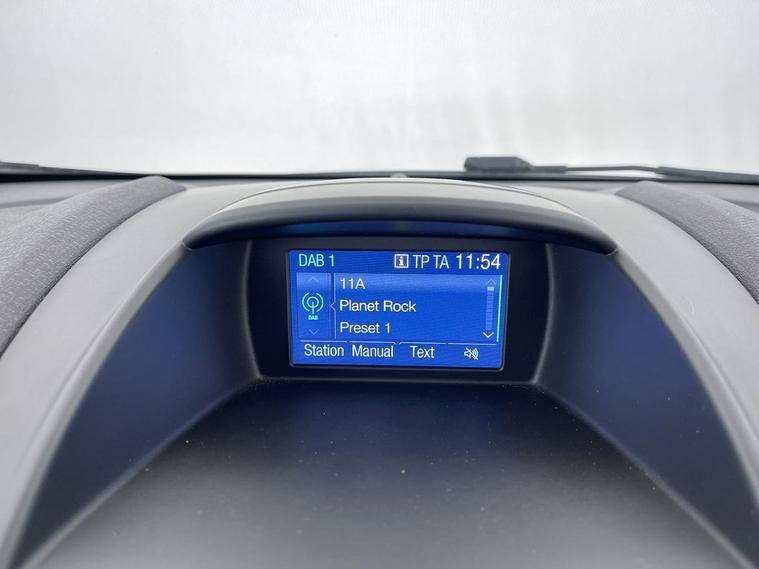 DAB 1 i TP TA 11:54
11A
DAB
Planet Rock
Preset 1
Station Manual Text